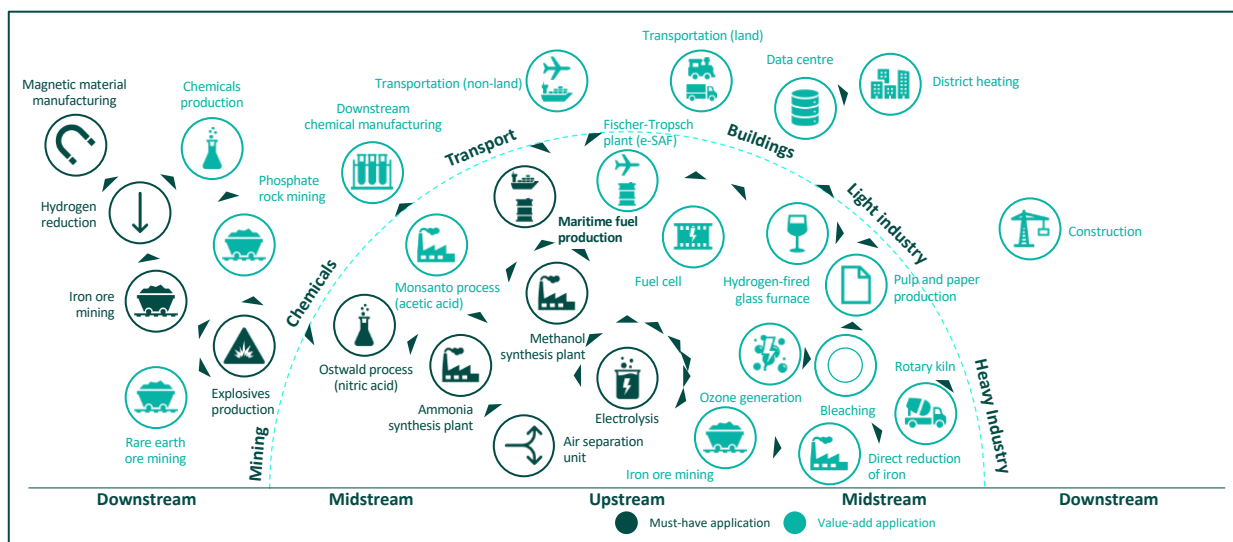 Transportation (land)
Data centre
District heating
Transportation (non-land)
Magnetic material
manufacturing
Chemicals
production
Downstream
chemical manufacturing
Transport
Fischer-Tropsch
plant (e-SAF)
Buildings
Phosphate
rock mining
Hydrogen
reduction
Light industry
Maritime fuel
production
Construction
Chemicals
Monsanto process
(acetic acid)
Fuel cell
Hydrogen-fired
glass furnace
Pulp and paper
production
Iron ore
mining
Methanol
synthesis plant
Ostwald process
(nitric acid)
Explosives
production
Ammonia
synthesis plant
Electrolysis
Ozone generation
Bleaching
Rotary kiln
Heavy Industry
Rare earth
ore mining
Mining
Air separation
unit
Iron ore mining
Direct reduction
of iron
Downstream
Midstream
Upstream
Midstream
Downstream
Must-have application
Value-add application